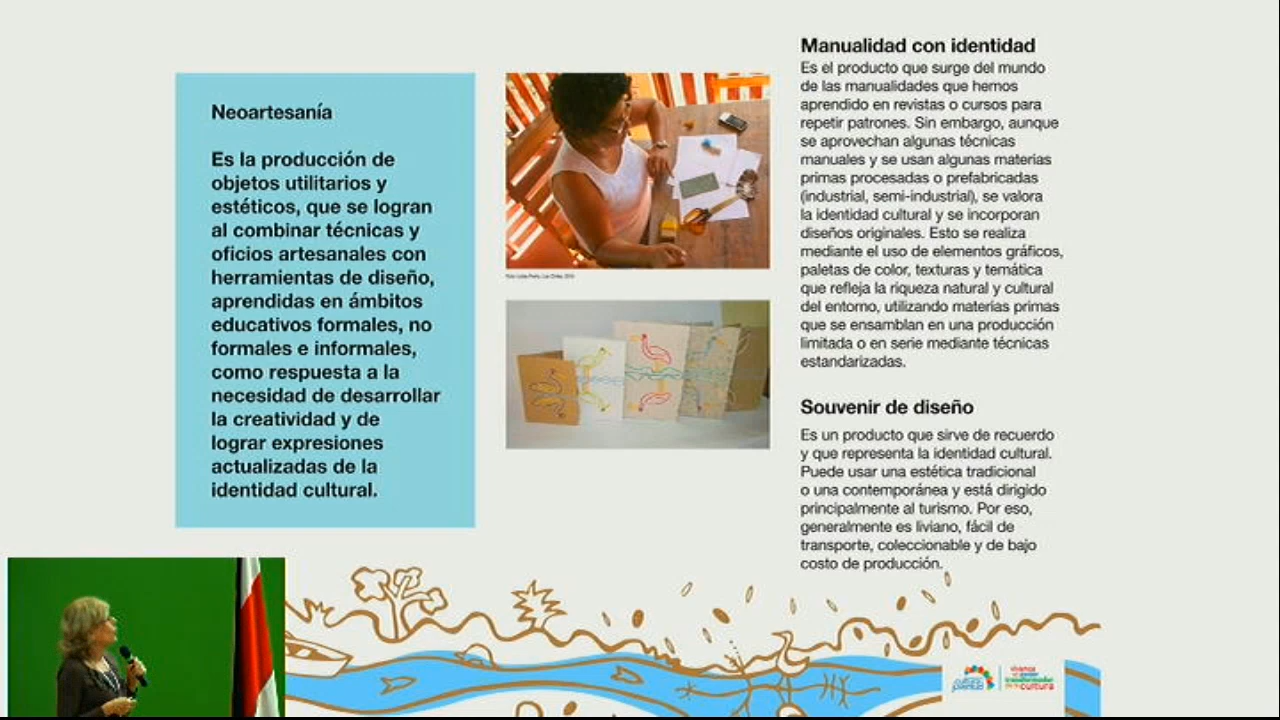 Neoartesanía
Es la producción de
objetos utilitarios y
estéticos, que se logran
al combinar técnicas y
oficios artesanales con
herramientas de diseño,
aprendidas en ámbitos
educativos formales, no
formales e informales,
como respuesta a la
necesidad de desarrollar
la creatividad y de
lograr expresiones
actualizadas de la
identidad cultural.
Manualidad con identidad
Es el producto que surge del mundo
de las manualidades que hemos
aprendido en revistas o cursos para
repetir patrones. Sin embargo, aunque
se aprovechan algunas técnicas
manuales y se usan algunas materias
primas procesadas o prefabricadas
(industrial, semi-industrial), se valora
la identidad cultural y se incorporan
diseños originales. Esto se realiza
mediante el uso de elementos gráficos,
paletas de color, texturas y temática
que refleja la riqueza natural y cultural
del entorno, utilizando materias primas
que se ensamblan en una producción
limitada o en serie mediante técnicas
estandarizadas.
Souvenir de diseño
Es un producto que sirve de recuerdo
y que representa la identidad cultural.
Puede usar una estética tradicional
o una contemporánea y está dirigido
principalmente al turismo. Por eso,
generalmente es liviano, fácil de
transporte, coleccionable y de bajo
costo de producción.
cultura
juventud
transformador
cultura